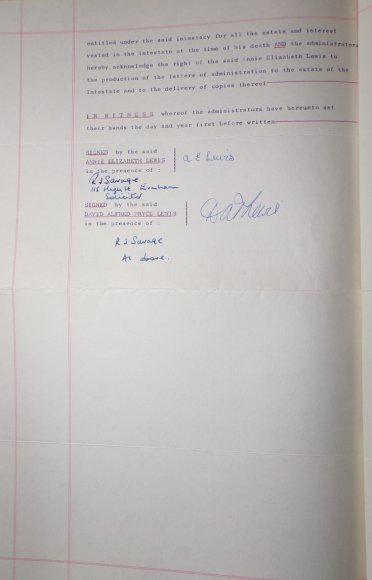 entitled under the said intestacy for all the estate and interest
vested in the intestate at the time of his death AND the administrators
hereby acknowledge the right of the said Annie Elizabeth Lewis to
the production of the letters of administration to the estate of the
Intestate and to the delivery of copies thereof
IN WITNESS whereof the administrators have hereunto set
their hands the day and year first before written
SIGNED by the said
ANNIE ELIZABETH LEWIS
in the presence of :
A E Lewis
R J Savage
118 High St
Solicitor
SIGNED by the said
DAVID ALFRED PRYCE LEWIS
in the presence of :
Lewis
R J Savage
As above.